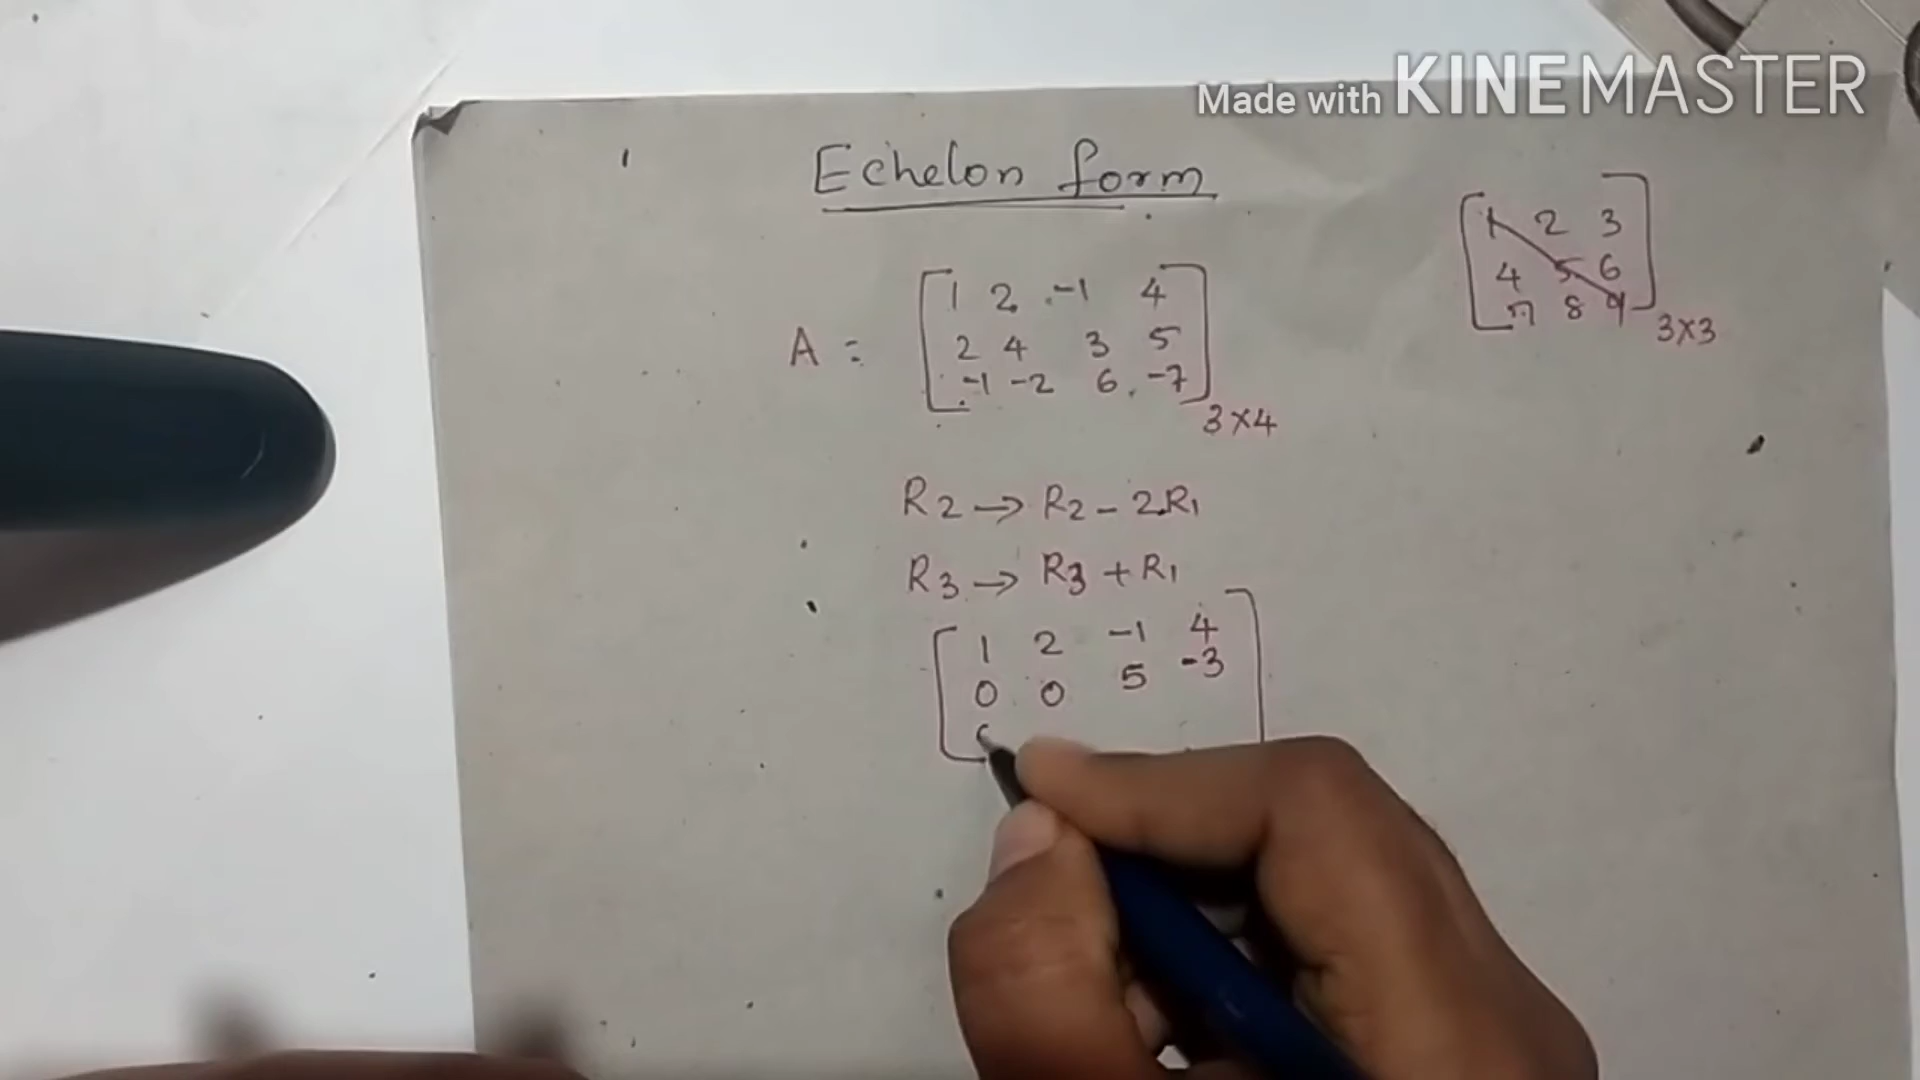 Made with KINEMASTER
Echelon form
1 2 3
4 5 6
7 8 9
3×3
1 2 -1 4
A = 2 4 3 5
-1 -2 6 -7
3×4
R2 → R2 - 2R1
R3 → R3 + R1
1 2 -1 4
0 0 5 -3